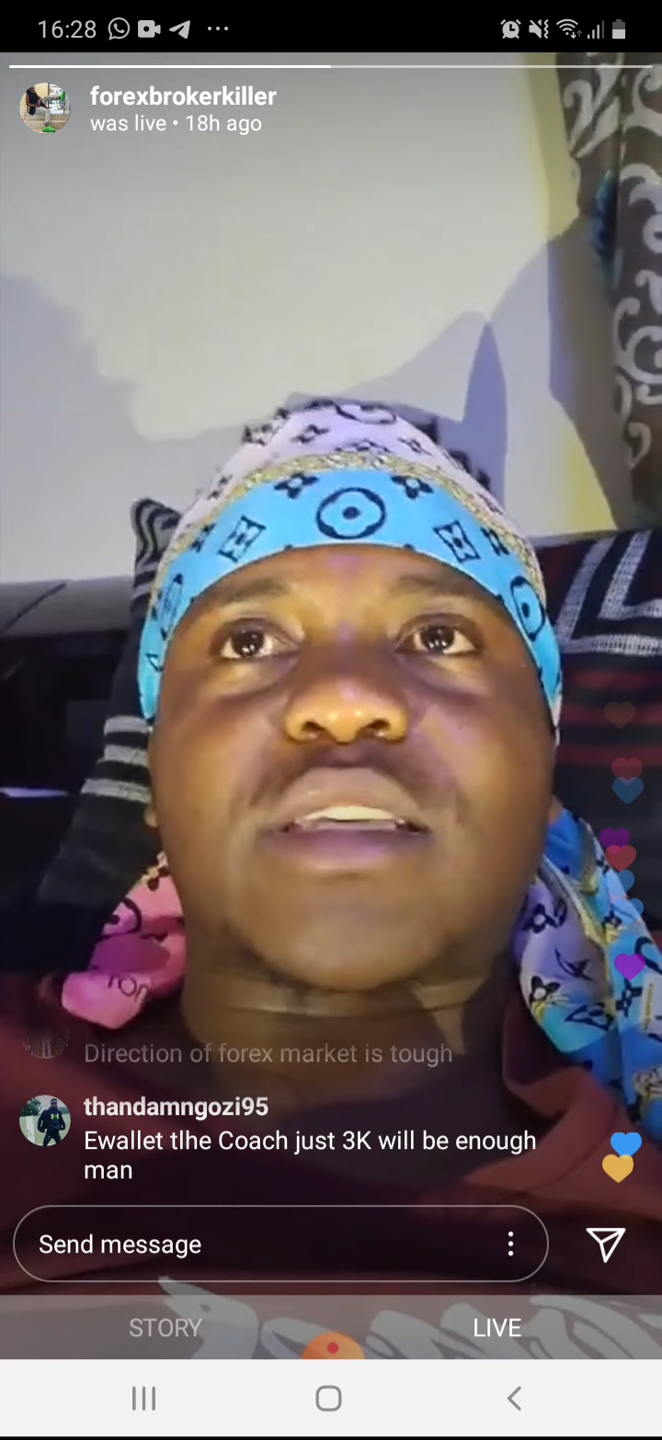 16:28
forexbrokerkiller
was live • 18h ago
Direction of forex market is tough
thandamngozi95
Ewallet tlhe Coach just 3K will be enough
man
Send message
STORY
LIVE